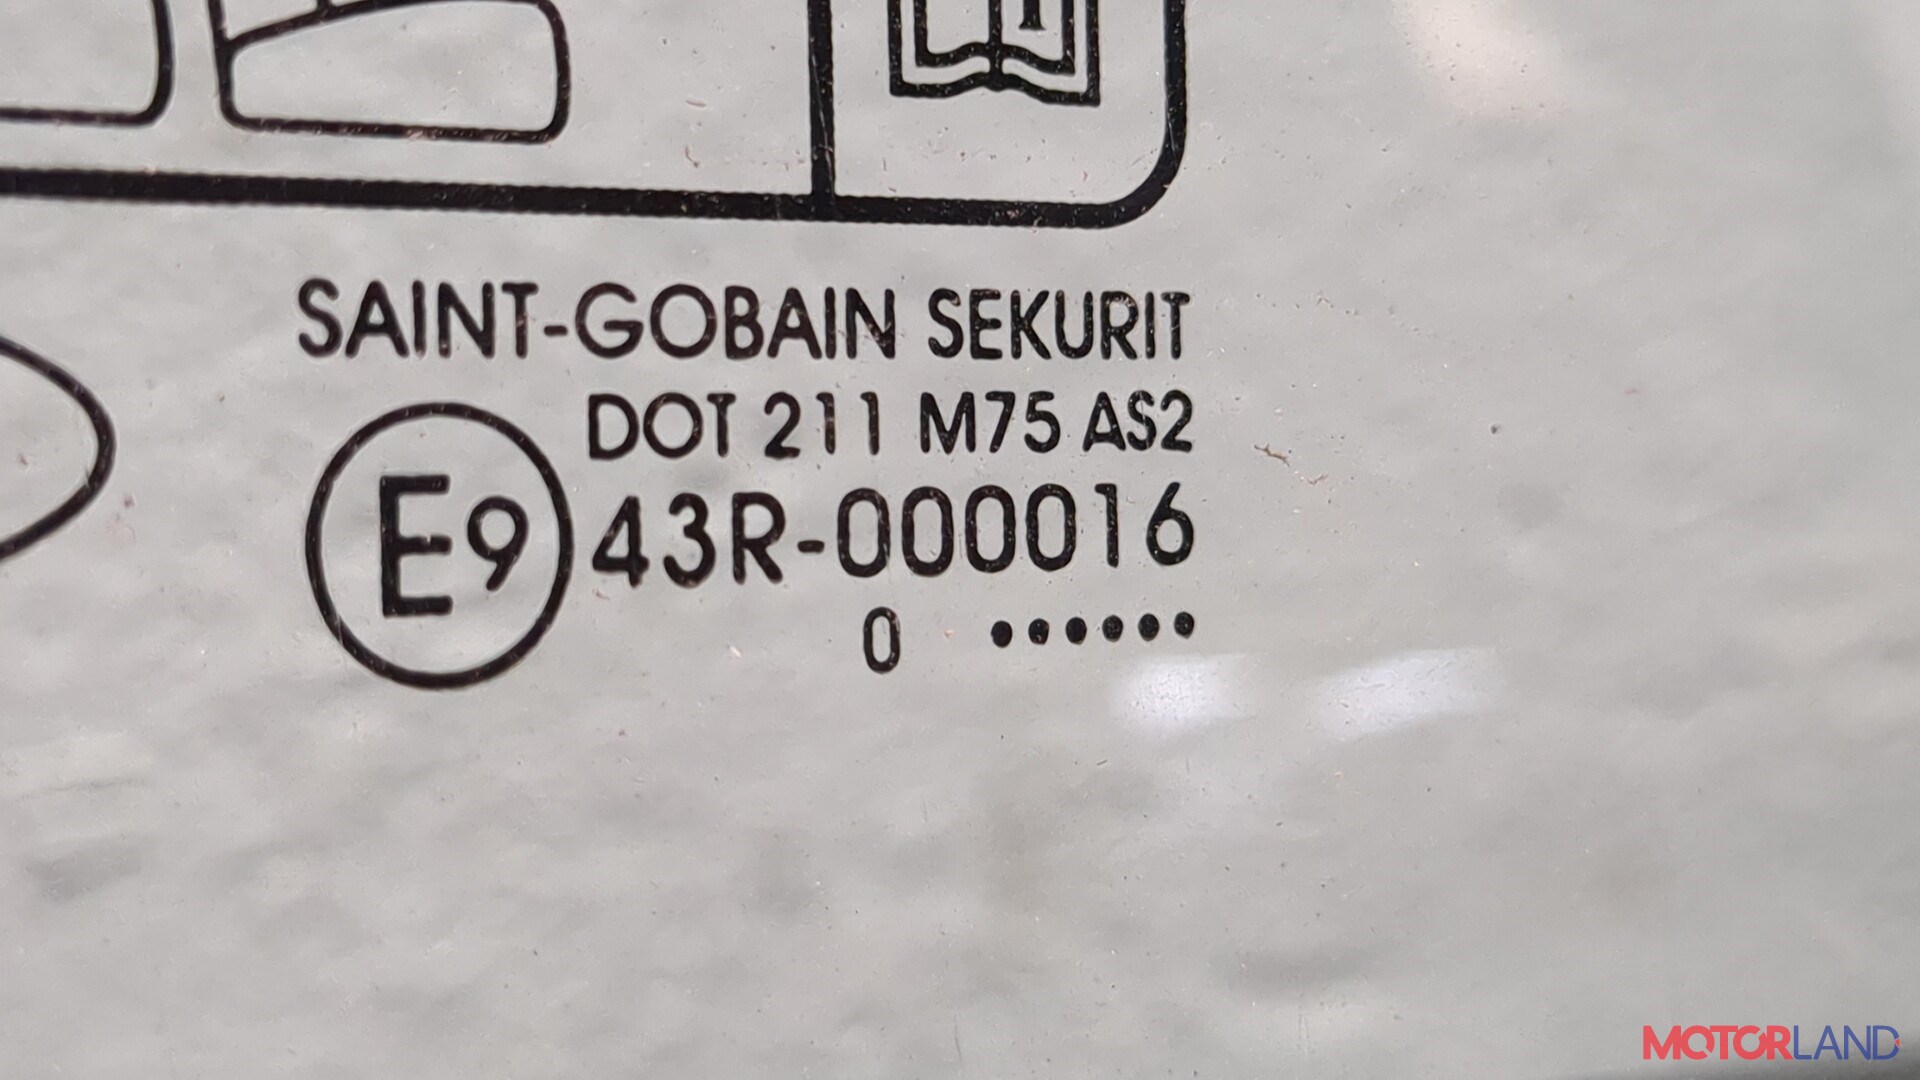 SAINT-GOBAIN SEKURIT
DOT 211 M75 AS2
E9 43R-000016
0 ••••••
MOTORLAND